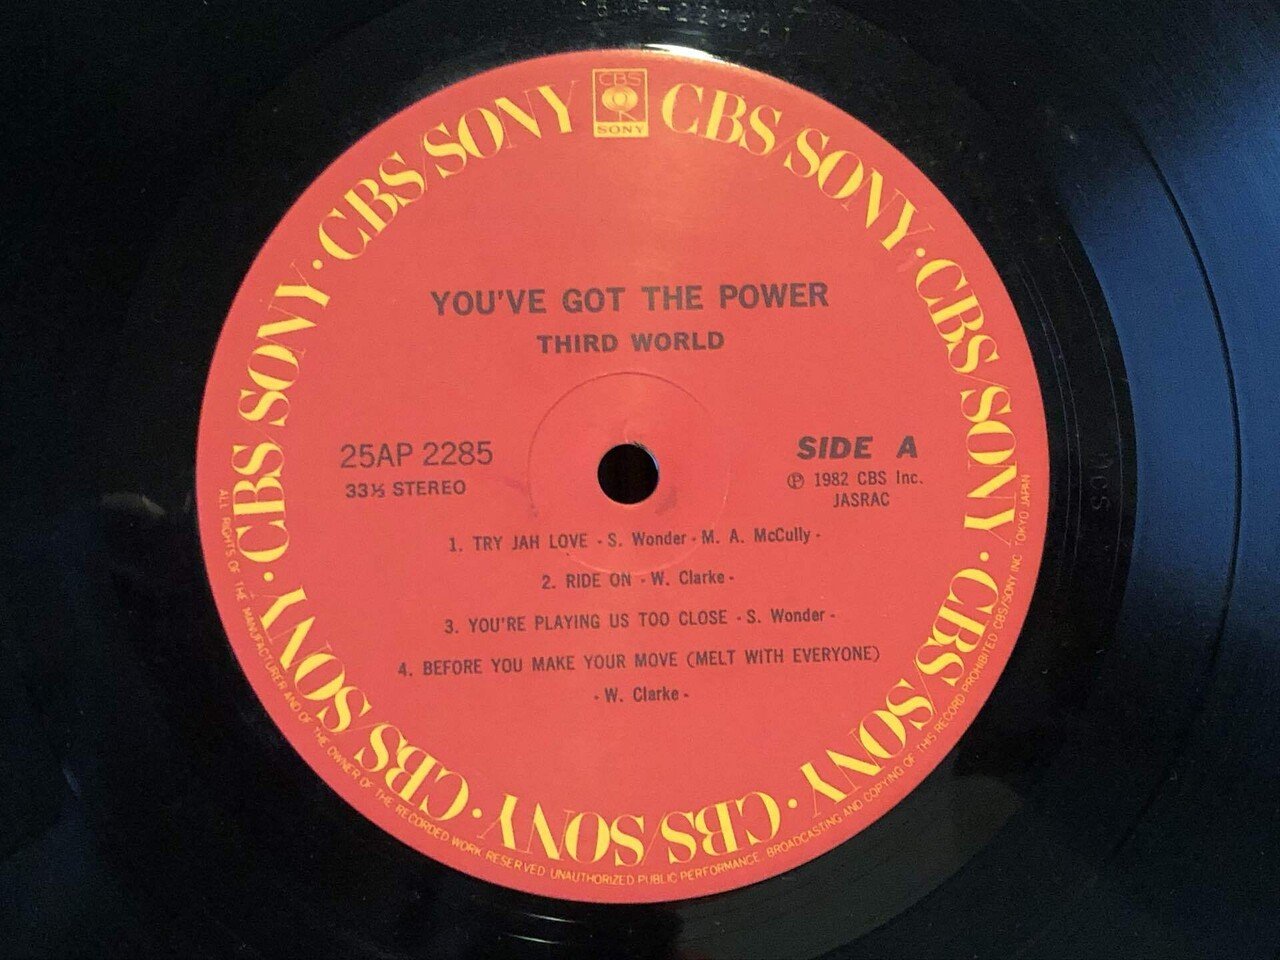 CBS
SONY
CBS/SONY · CBS/SONY · CBS/SONY · CBS/SONY · CBS/SONY · CBS/SONY · CBS/SONY · CBS/SONY
YOU'VE GOT THE POWER
THIRD WORLD
25AP 2285
33⅓ STEREO
SIDE A
Ⓟ 1982 CBS Inc.
JASRAC
1. TRY JAH LOVE - S. Wonder - M. A. McCully -
2. RIDE ON - W. Clarke -
3. YOU'RE PLAYING US TOO CLOSE - S. Wonder -
4. BEFORE YOU MAKE YOUR MOVE (MELT WITH EVERYONE)
- W. Clarke -
ALL RIGHTS OF THE MANUFACTURER AND OF THE OWNER OF THE RECORDED WORK RESERVED UNAUTHORIZED PUBLIC PERFORMANCE, BROADCASTING AND COPYING OF THIS RECORD PROHIBITED CBS/SONY INC TOKYO JAPAN